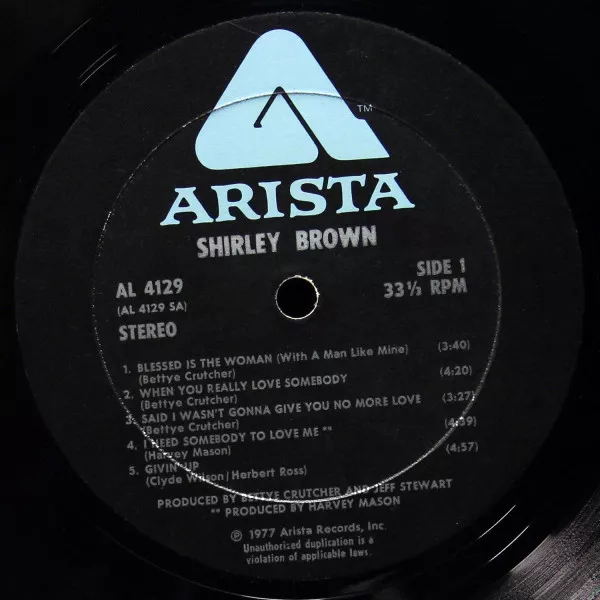 ™
ARISTA
SHIRLEY BROWN
AL 4129
(AL 4129 SA)
STEREO
SIDE 1
33⅓ RPM
1. BLESSED IS THE WOMAN (With A Man Like Mine) (3:40)
(Bettye Crutcher)
2. WHEN YOU REALLY LOVE SOMEBODY (4:20)
(Bettye Crutcher)
3. SAID I WASN'T GONNA GIVE YOU NO MORE LOVE (3:27)
(Bettye Crutcher)
4. I NEED SOMEBODY TO LOVE ME ** (4:39)
(Harvey Mason)
5. GIVIN' UP (4:57)
(Clyde Wilson/Herbert Ross)
PRODUCED BY BETTYE CRUTCHER AND JEFF STEWART
** PRODUCED BY HARVEY MASON
℗ 1977 Arista Records, Inc.
Unauthorized duplication is a
violation of applicable laws.